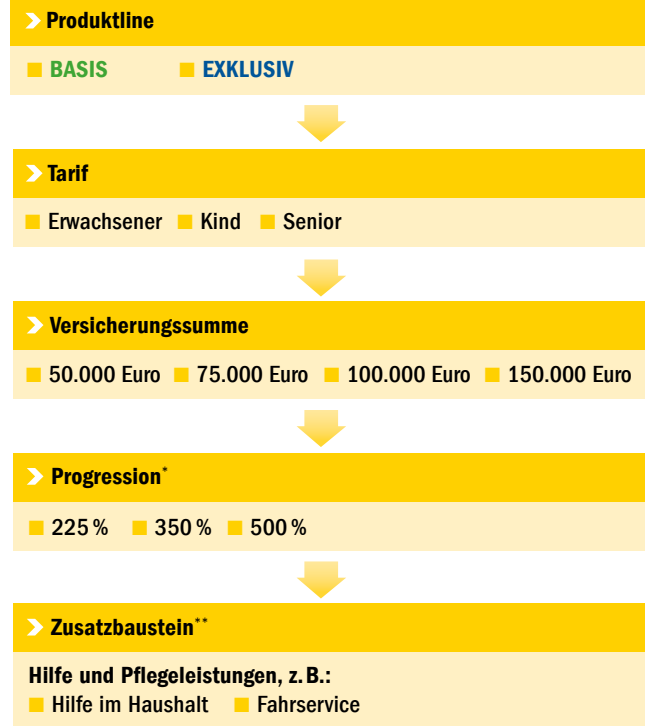 Produktline
BASIS EXKLUSIV
Tarif
Erwachsener Kind Senior
Versicherungssumme
50.000 Euro 75.000 Euro 100.000 Euro 150.000 Euro
Progression*
225 % 350 % 500 %
Zusatzbaustein**
Hilfe und Pflegeleistungen, z. B.:
Hilfe im Haushalt Fahrservice